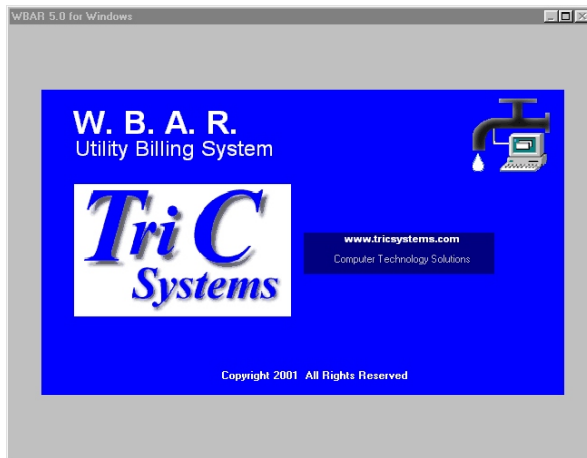 WBAR 5.0 for Windows
W. B. A. R.
Utility Billing System
Tri C
Systems
www.tricsystems.com
Computer Technology Solutions
Copyright 2001 All Rights Reserved